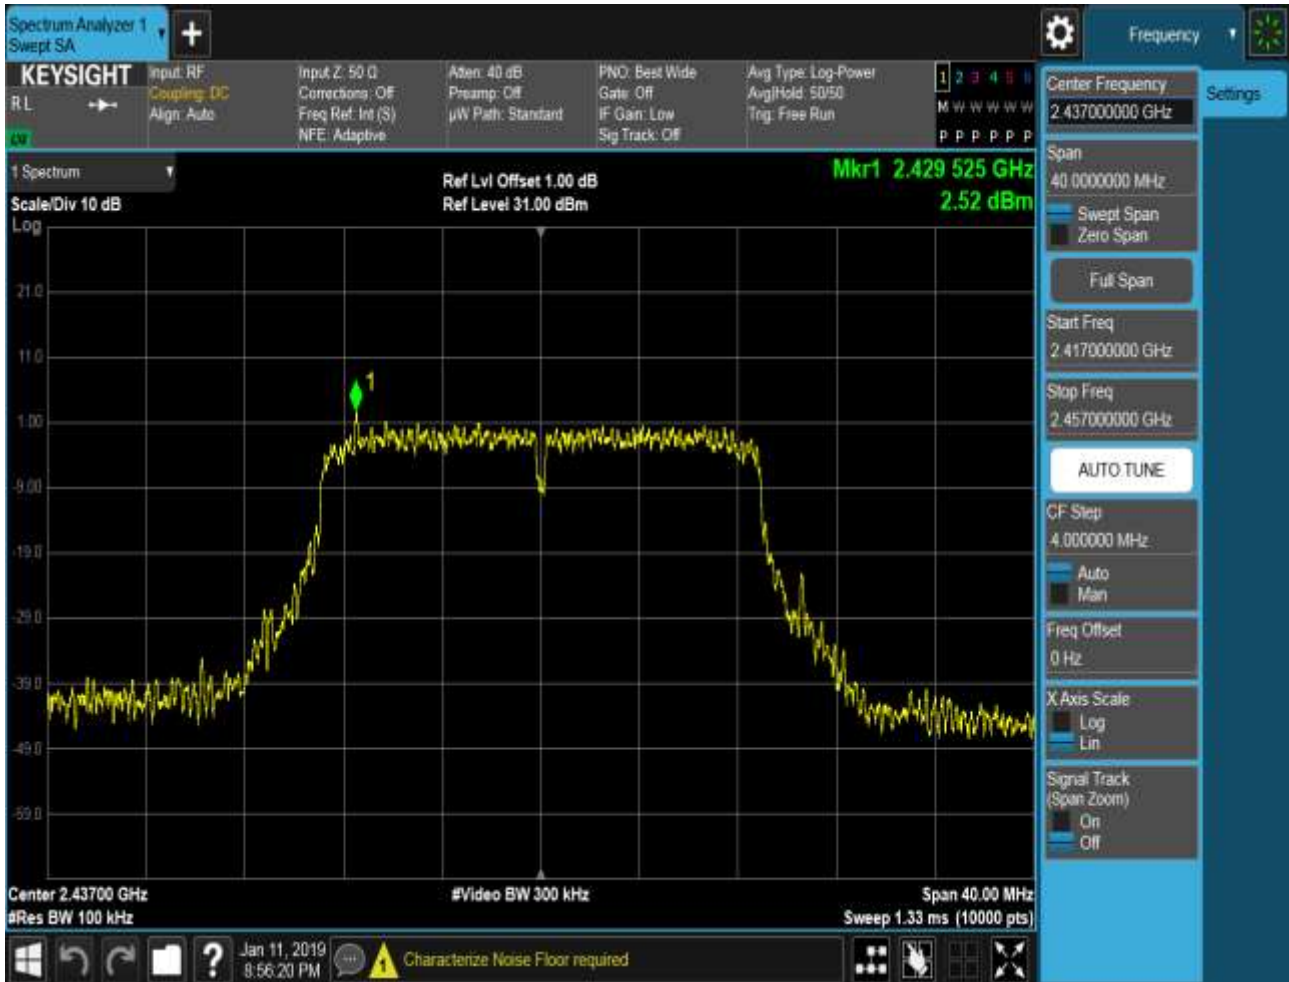 Spectrum Analyzer 1
Swept SA
+
Frequency
KEYSIGHT
Input: RF
Input Z: 50 Ω
Atten: 40 dB
PNO: Best Wide
Avg Type: Log-Power
1 2 3 4 5 6
R L
Coupling: DC
Corrections: Off
Preamp: Off
Gate: Off
Avg|Hold: 50/50
Align: Auto
Freq Ref: Int (S)
µW Path: Standard
IF Gain: Low
Trig: Free Run
M W W W W W
NFE: Adaptive
Sig Track: Off
P P P P P P
1 Spectrum
Ref Lvl Offset 1.00 dB
Mkr1 2.429 525 GHz
Scale/Div 10 dB
Ref Level 31.00 dBm
2.52 dBm
Log
21.0
11.0
1
1.00
-9.00
-19.0
-29.0
-39.0
-49.0
-59.0
Center 2.43700 GHz
#Video BW 300 kHz
Span 40.00 MHz
#Res BW 100 kHz
Sweep 1.33 ms (10000 pts)
Center Frequency
2.437000000 GHz
Settings
Span
40.0000000 MHz
Swept Span
Zero Span
Full Span
Start Freq
2.417000000 GHz
Stop Freq
2.457000000 GHz
AUTO TUNE
CF Step
4.000000 MHz
Auto
Man
Freq Offset
0 Hz
X Axis Scale
Log
Lin
Signal Track
(Span Zoom)
On
Off
?
Jan 11, 2019
8:56:20 PM
1
Characterize Noise Floor required